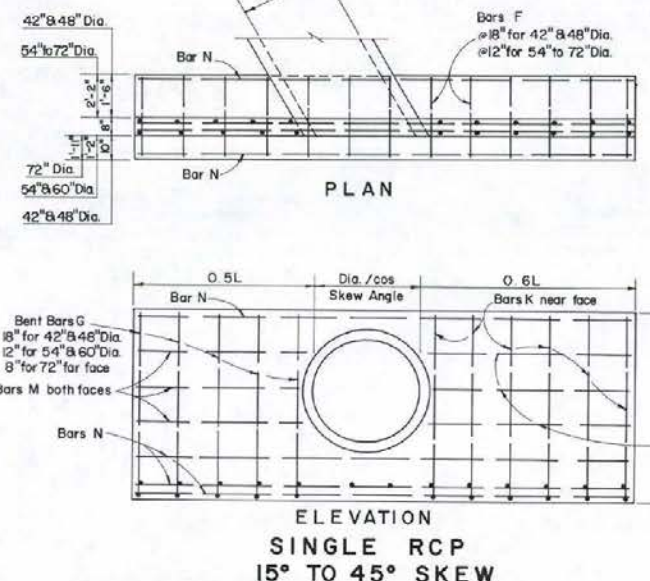 42"&48"Dia.
54"to72"Dia.
Bar N
Bars F
@18" for 42"&48"Dia.
@12"for 54"to 72"Dia.
2'-2"
1'-6"
8"
1'-11"
1'-2"
10"
72" Dia.
54"&60"Dia.
42"&48"Dia.
Bar N
PLAN
0.5L
Dia./cos
Skew Angle
0.6L
Bar N
Bars K near face
Bent Bars G
18" for 42"&48"Dia.
12" for 54"&60"Dia.
8" for 72" far face
Bars M both faces
Bars N
ELEVATION
SINGLE RCP
15° TO 45° SKEW